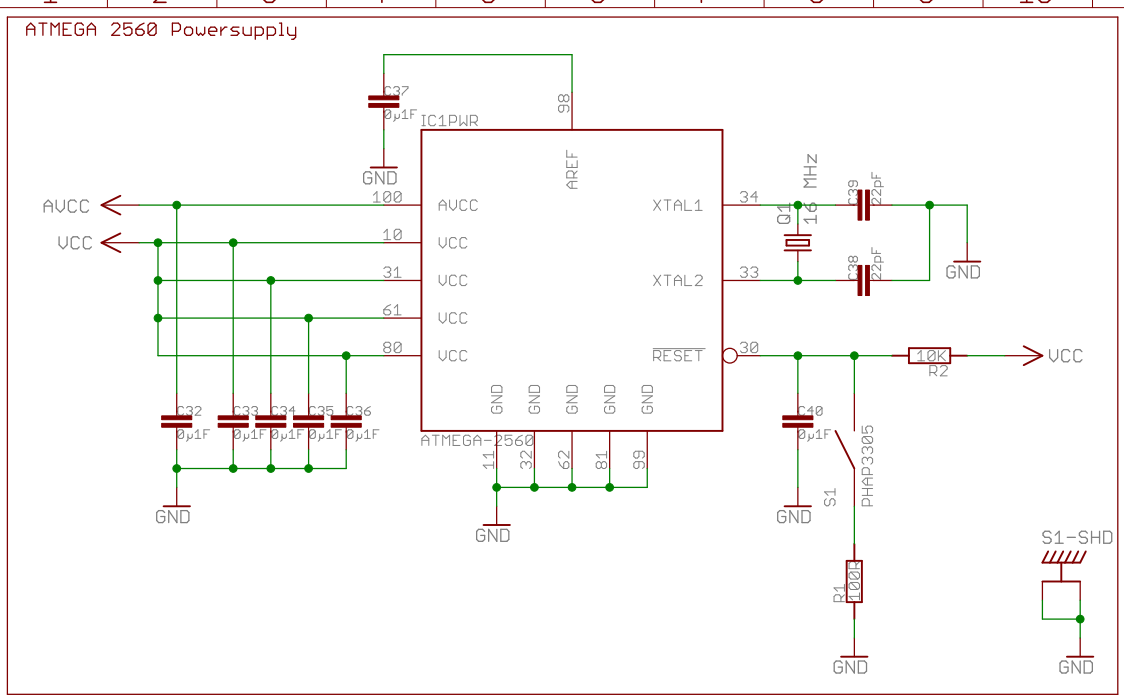 ATMEGA 2560 Powersupply
C37
0µ1F
GND
IC1PWR
98
AREF
AVCC
100
AVCC
VCC
10
VCC
31
VCC
61
VCC
80
VCC
XTAL1
34
XTAL2
33
RESET
30
Q1
16 MHz
C39
22pF
C38
22pF
GND
10K
R2
VCC
GND
GND
GND
GND
GND
ATMEGA-2560
11
32
62
81
99
GND
C32
0µ1F
C33
0µ1F
C34
0µ1F
C35
0µ1F
C36
0µ1F
GND
C40
0µ1F
GND
S1
PHAP3305
R1
100R
GND
S1-SHD
GND